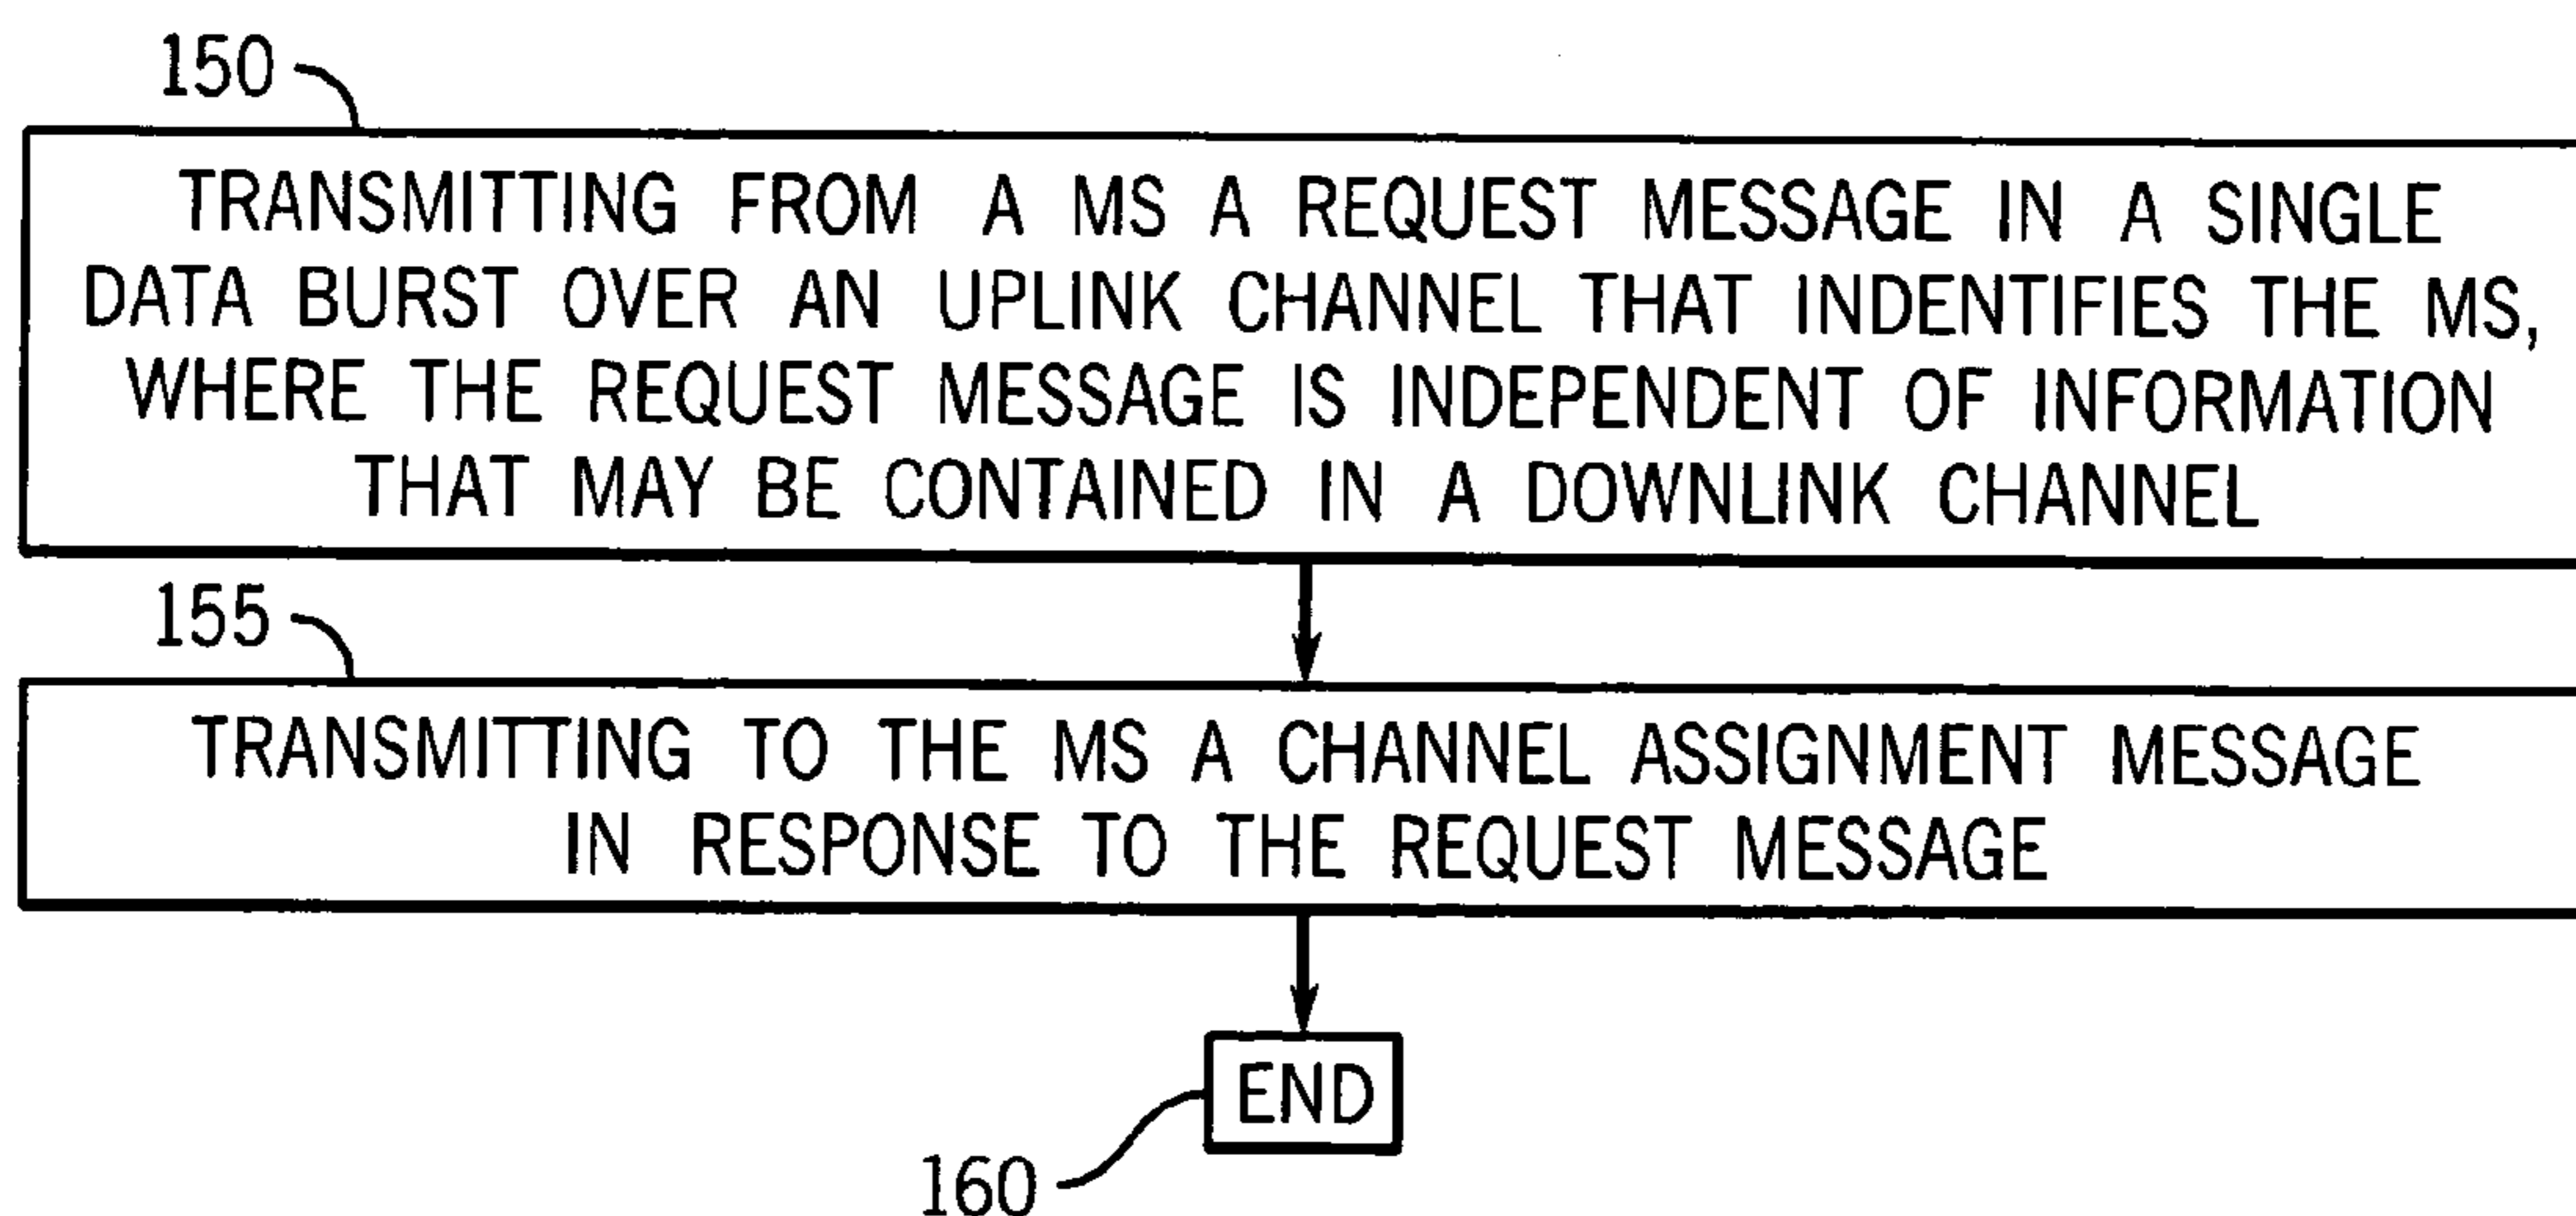 150
TRANSMITTING FROM A MS A REQUEST MESSAGE IN A SINGLE
DATA BURST OVER AN UPLINK CHANNEL THAT INDENTIFIES THE MS,
WHERE THE REQUEST MESSAGE IS INDEPENDENT OF INFORMATION
THAT MAY BE CONTAINED IN A DOWNLINK CHANNEL
155
TRANSMITTING TO THE MS A CHANNEL ASSIGNMENT MESSAGE
IN RESPONSE TO THE REQUEST MESSAGE
END
160